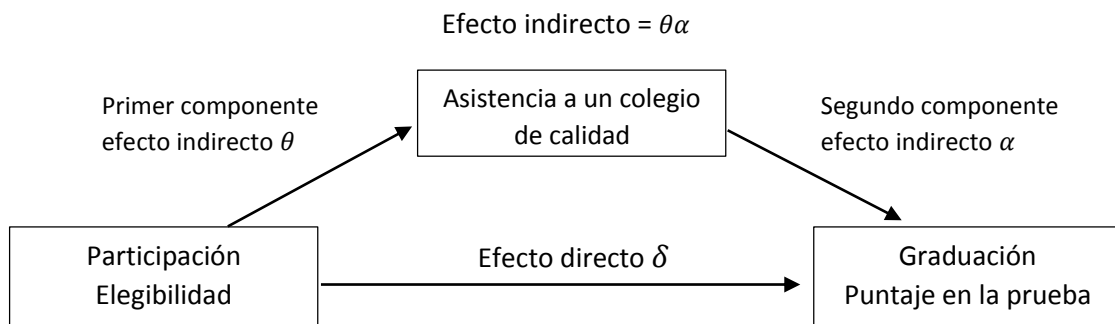 Efecto indirecto = θα
Primer componente
efecto indirecto θ
Asistencia a un colegio
de calidad
Segundo componente
efecto indirecto α
Participación
Elegibilidad
Efecto directo δ
Graduación
Puntaje en la prueba